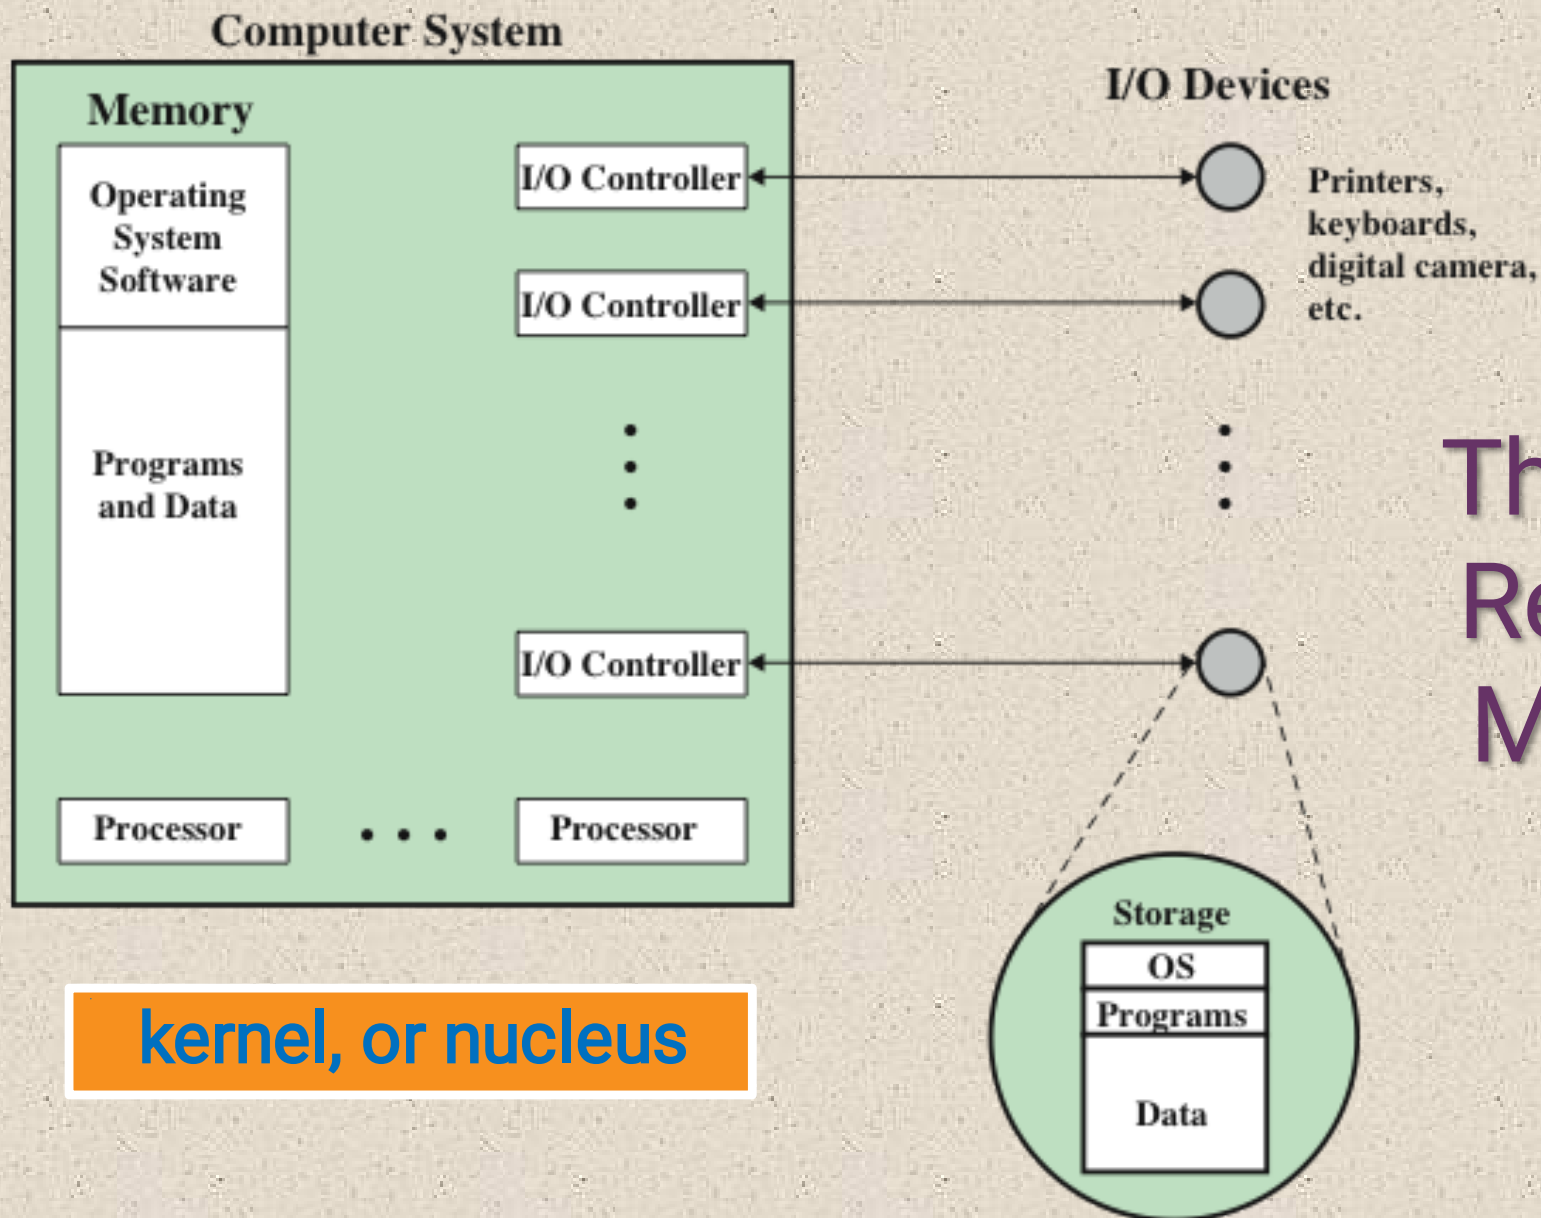 Computer System
Memory
Operating
System
Software
Programs
and Data
I/O Controller
I/O Controller
I/O Controller
Processor
Processor
I/O Devices
Printers,
keyboards,
digital camera,
etc.
Storage
OS
Programs
Data
kernel, or nucleus